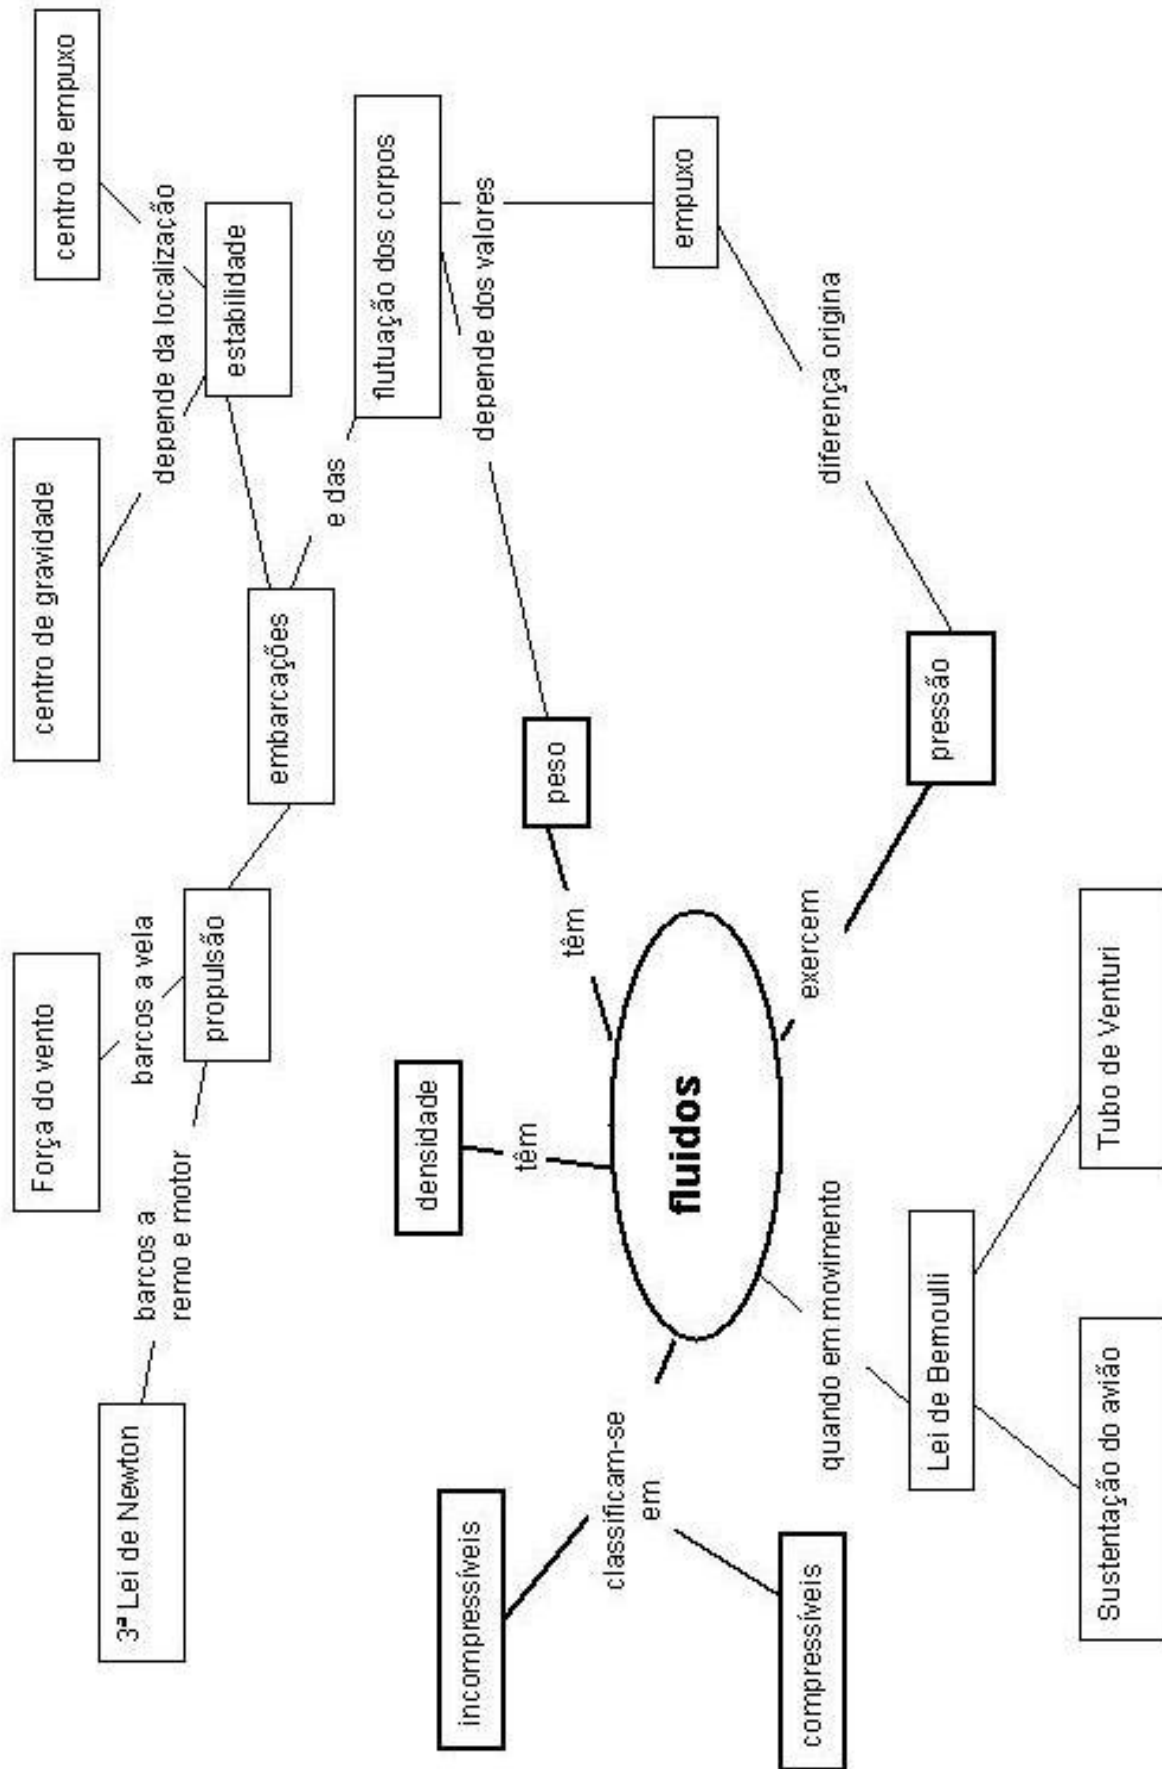 Força do vento
centro de gravidade
centro de empuxo
3ª Lei de Newton
barcos a
remo e motor
barcos a vela
depende da localização
propulsão
estabilidade
embarcações
e das
flutuação dos corpos
densidade
incompressíveis
depende dos valores
têm
peso
têm
classificam-se
em
fluidos
empuxo
exercem
diferença origina
compressíveis
quando em movimento
pressão
Lei de Bernoulli
Sustentação do avião
Tubo de Venturi